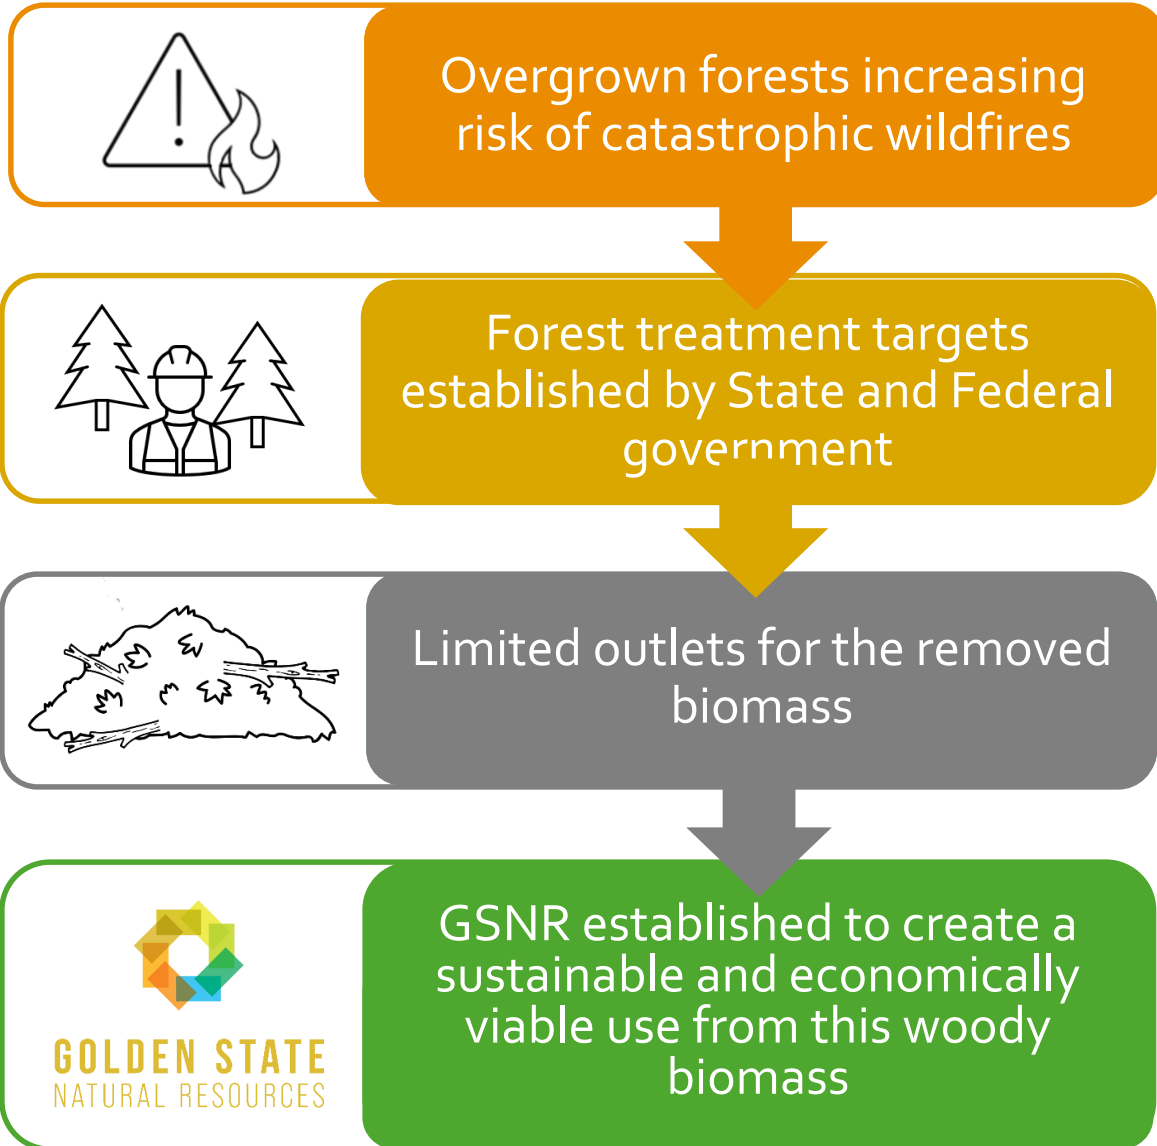 Overgrown forests increasing
risk of catastrophic wildfires
Forest treatment targets
established by State and Federal
government
Limited outlets for the removed
biomass
GOLDEN STATE
NATURAL RESOURCES
GSNR established to create a
sustainable and economically
viable use from this woody
biomass